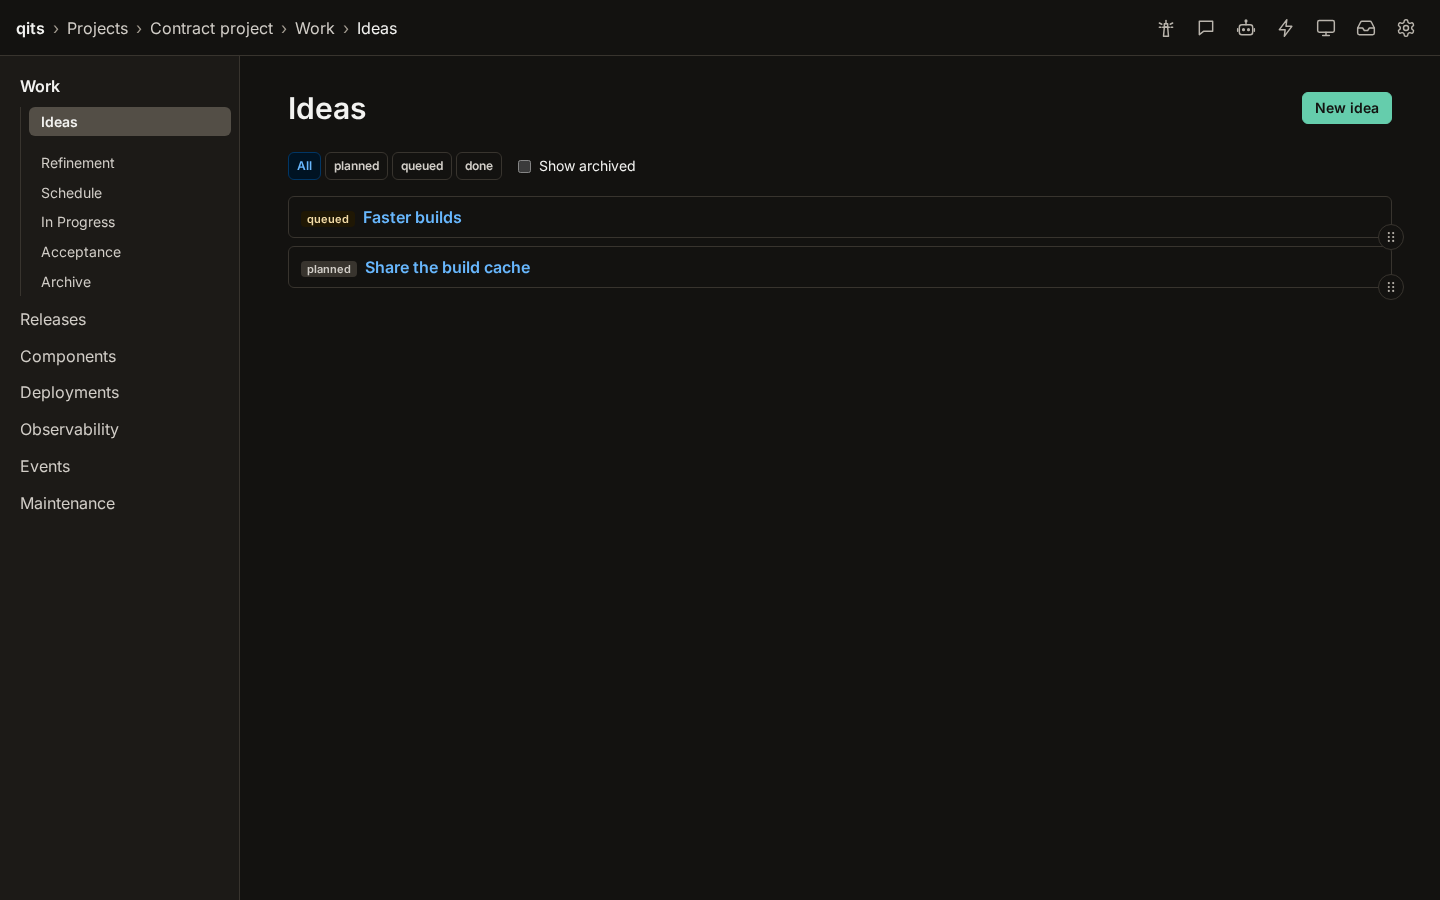 qits › Projects › Contract project › Work › Ideas
Work
Ideas
Refinement
Schedule
In Progress
Acceptance
Archive
Releases
Components
Deployments
Observability
Events
Maintenance
Ideas
New idea
All planned queued done Show archived
queued Faster builds
planned Share the build cache